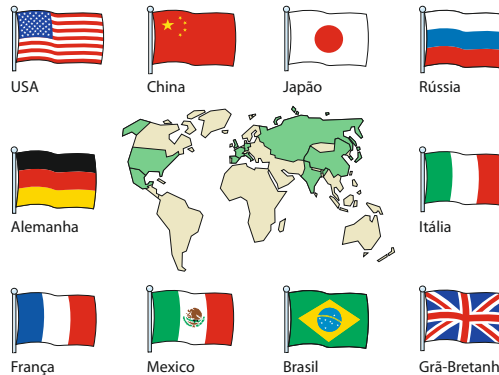 USA
China
Japão
Rússia
Alemanha
Itália
França
Mexico
Brasil
Grã-Bretanh